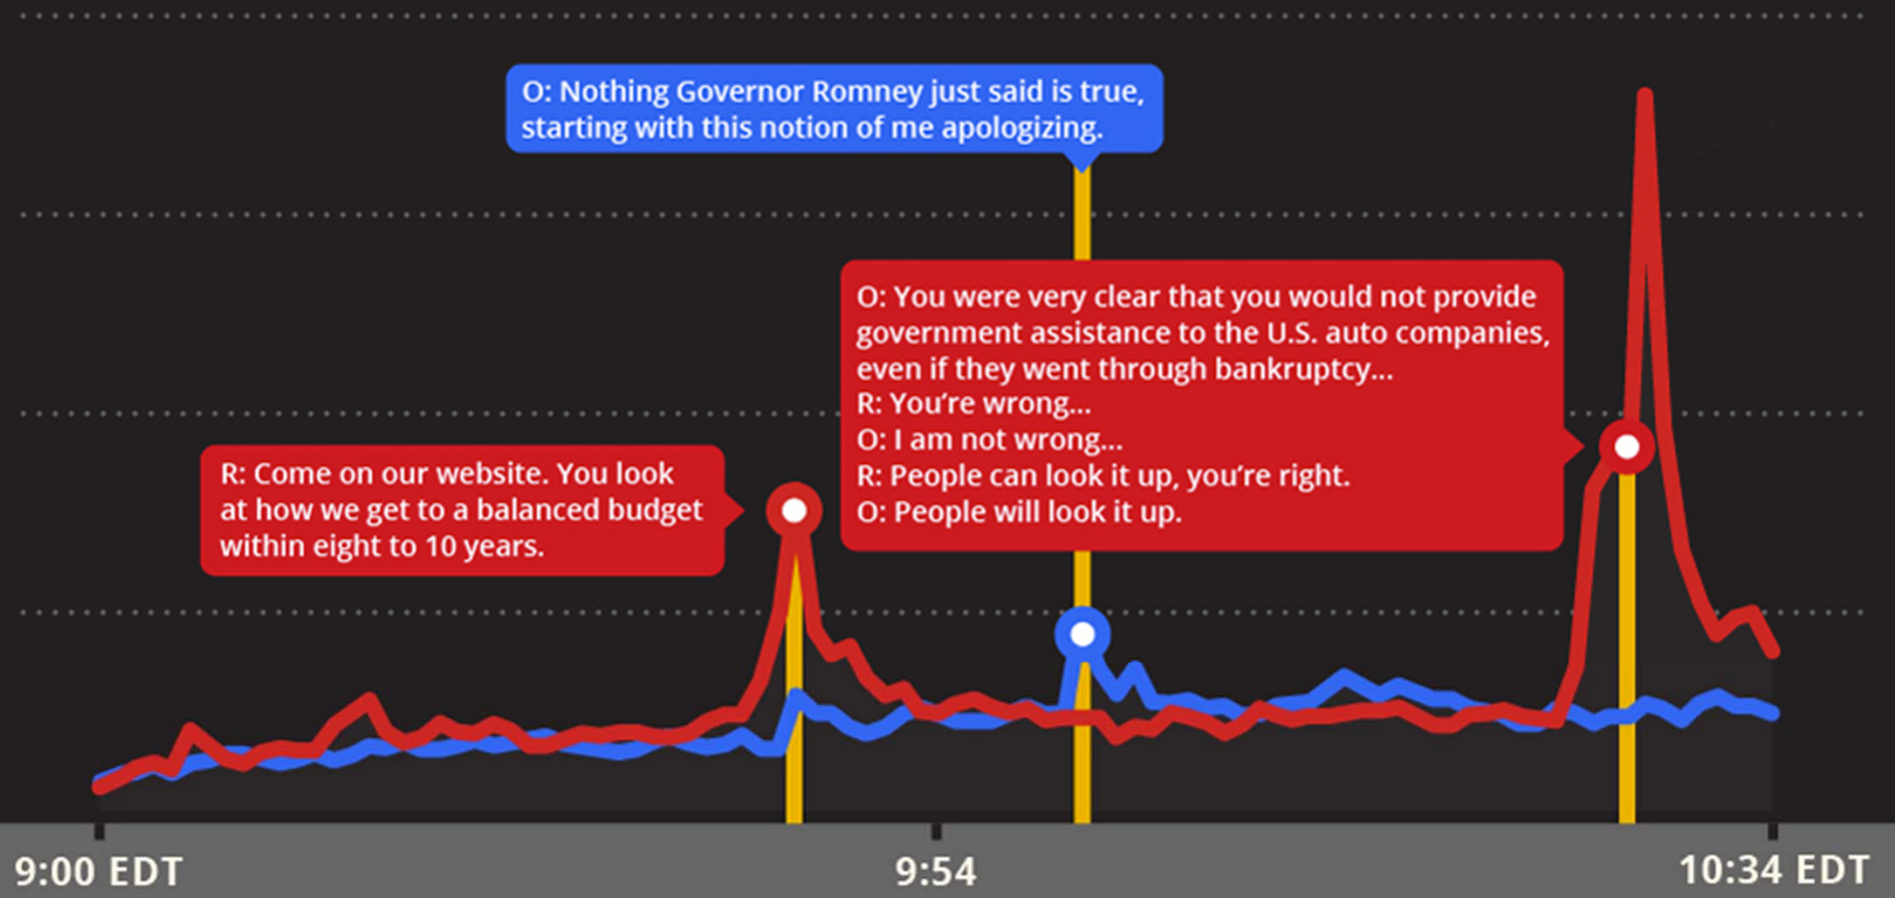 O: Nothing Governor Romney just said is true,
starting with this notion of me apologizing.
O: You were very clear that you would not provide
government assistance to the U.S. auto companies,
even if they went through bankruptcy...
R: You're wrong...
O: I am not wrong...
R: People can look it up, you're right.
O: People will look it up.
R: Come on our website. You look
at how we get to a balanced budget
within eight to 10 years.
9:00 EDT
9:54
10:34 EDT